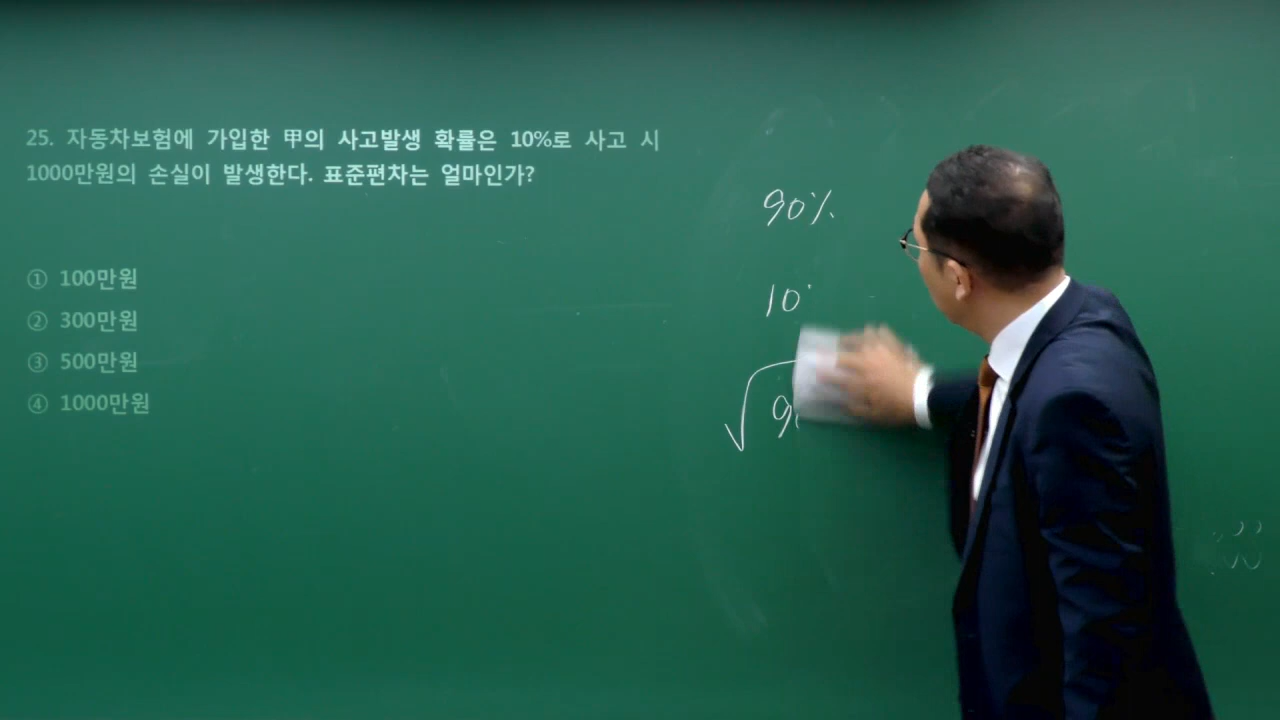 25. 자동차보험에 가입한 甲의 사고발생 확률은 10%로 사고 시
1000만원의 손실이 발생한다. 표준편차는 얼마인가?
① 100만원
② 300만원
③ 500만원
④ 1000만원
90%
10
√ 9